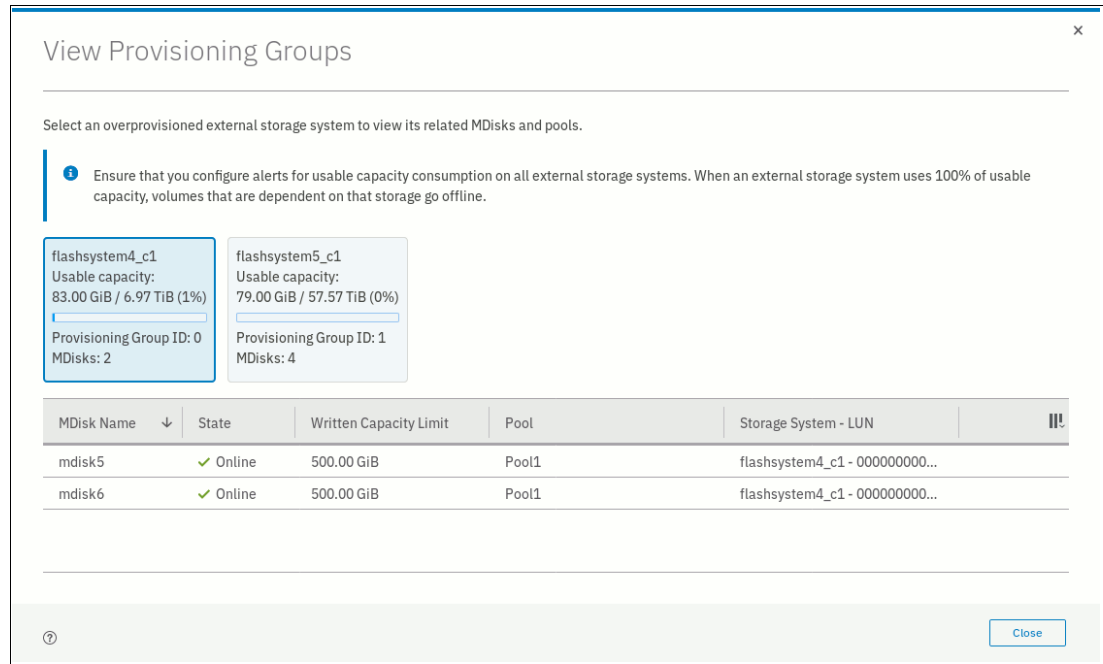 View Provisioning Groups
Select an overprovisioned external storage system to view its related MDisks and pools.
Ensure that you configure alerts for usable capacity consumption on all external storage systems. When an external storage system uses 100% of usable
capacity, volumes that are dependent on that storage go offline.
flashsystem4_c1
Usable capacity:
83.00 GiB / 6.97 TiB (1%)
Provisioning Group ID: 0
MDisks: 2
flashsystem5_c1
Usable capacity:
79.00 GiB / 57.57 TiB (0%)
Provisioning Group ID: 1
MDisks: 4
MDisk Name State Written Capacity Limit Pool Storage System - LUN
mdisk5 Online 500.00 GiB Pool1 flashsystem4_c1 - 000000000...
mdisk6 Online 500.00 GiB Pool1 flashsystem4_c1 - 000000000...
Close